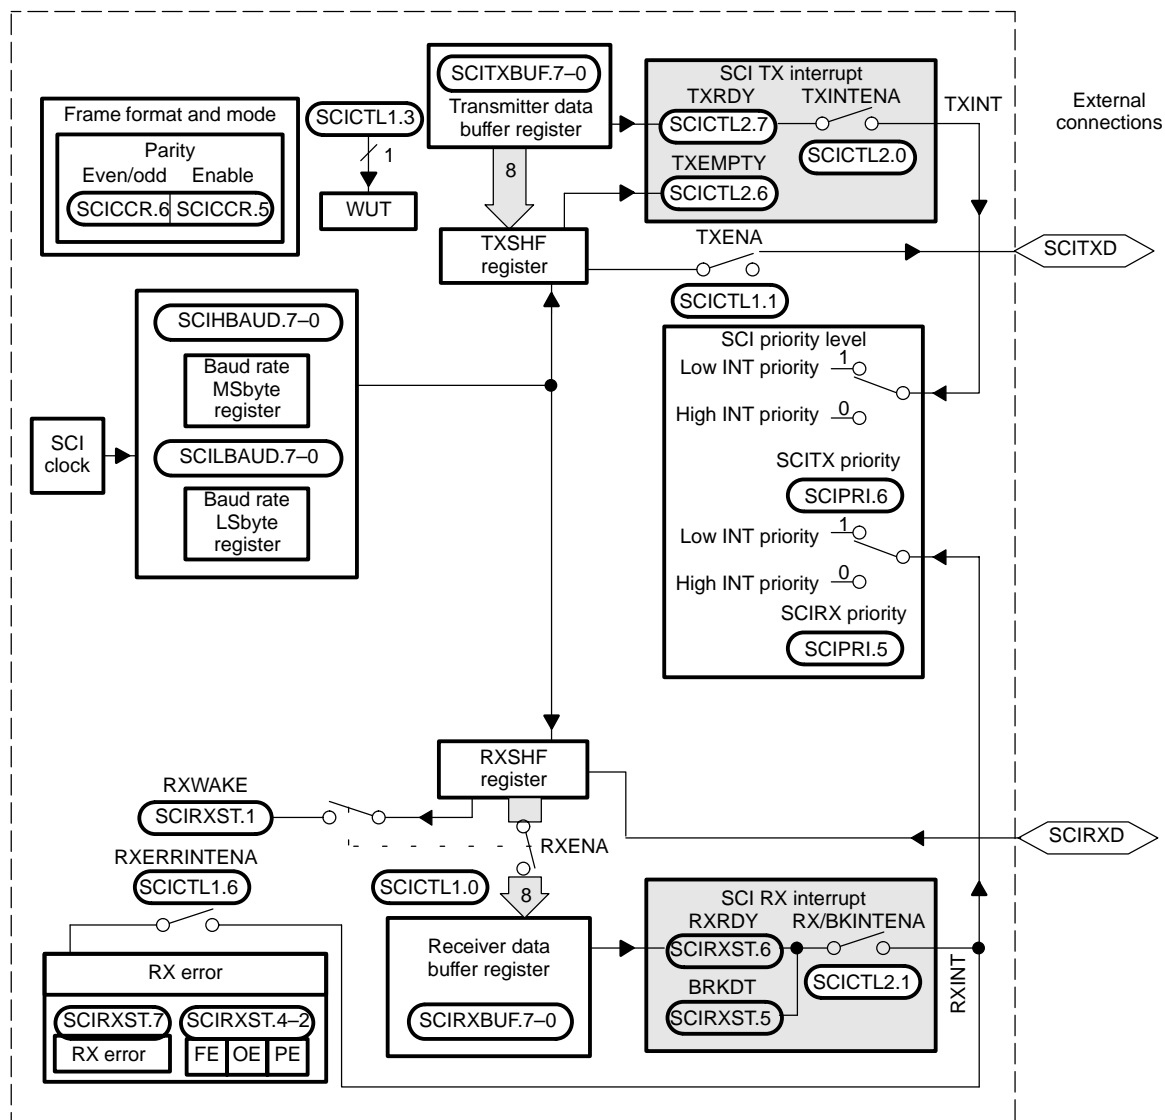 SCITXBUF.7–0
Transmitter data
buffer register
8
Frame format and mode
Parity
Even/odd Enable
SCICCR.6 SCICCR.5
SCICTL1.3
1
WUT
SCI TX interrupt
TXRDY TXINTENA
SCICTL2.7
SCICTL2.0
TXEMPTY
SCICTL2.6
TXINT
External
connections
TXSHF
register
TXENA
SCICTL1.1
SCITXD
SCIHBAUD.7–0
Baud rate
MSbyte
register
SCI
clock
SCILBAUD.7–0
Baud rate
LSbyte
register
SCI priority level
Low INT priority 1
High INT priority 0
SCITX priority
SCIPRI.6
Low INT priority 1
High INT priority 0
SCIRX priority
SCIPRI.5
RXSHF
register
RXWAKE
SCIRXST.1
RXENA
SCIRXD
RXERRINTENA
SCICTL1.6
SCICTL1.0
8
RX error
SCIRXST.7 SCIRXST.4–2
RX error FE OE PE
Receiver data
buffer register
SCIRXBUF.7–0
SCI RX interrupt
RXRDY RX/BKINTENA
SCIRXST.6
SCICTL2.1
BRKDT
SCIRXST.5
RXINT